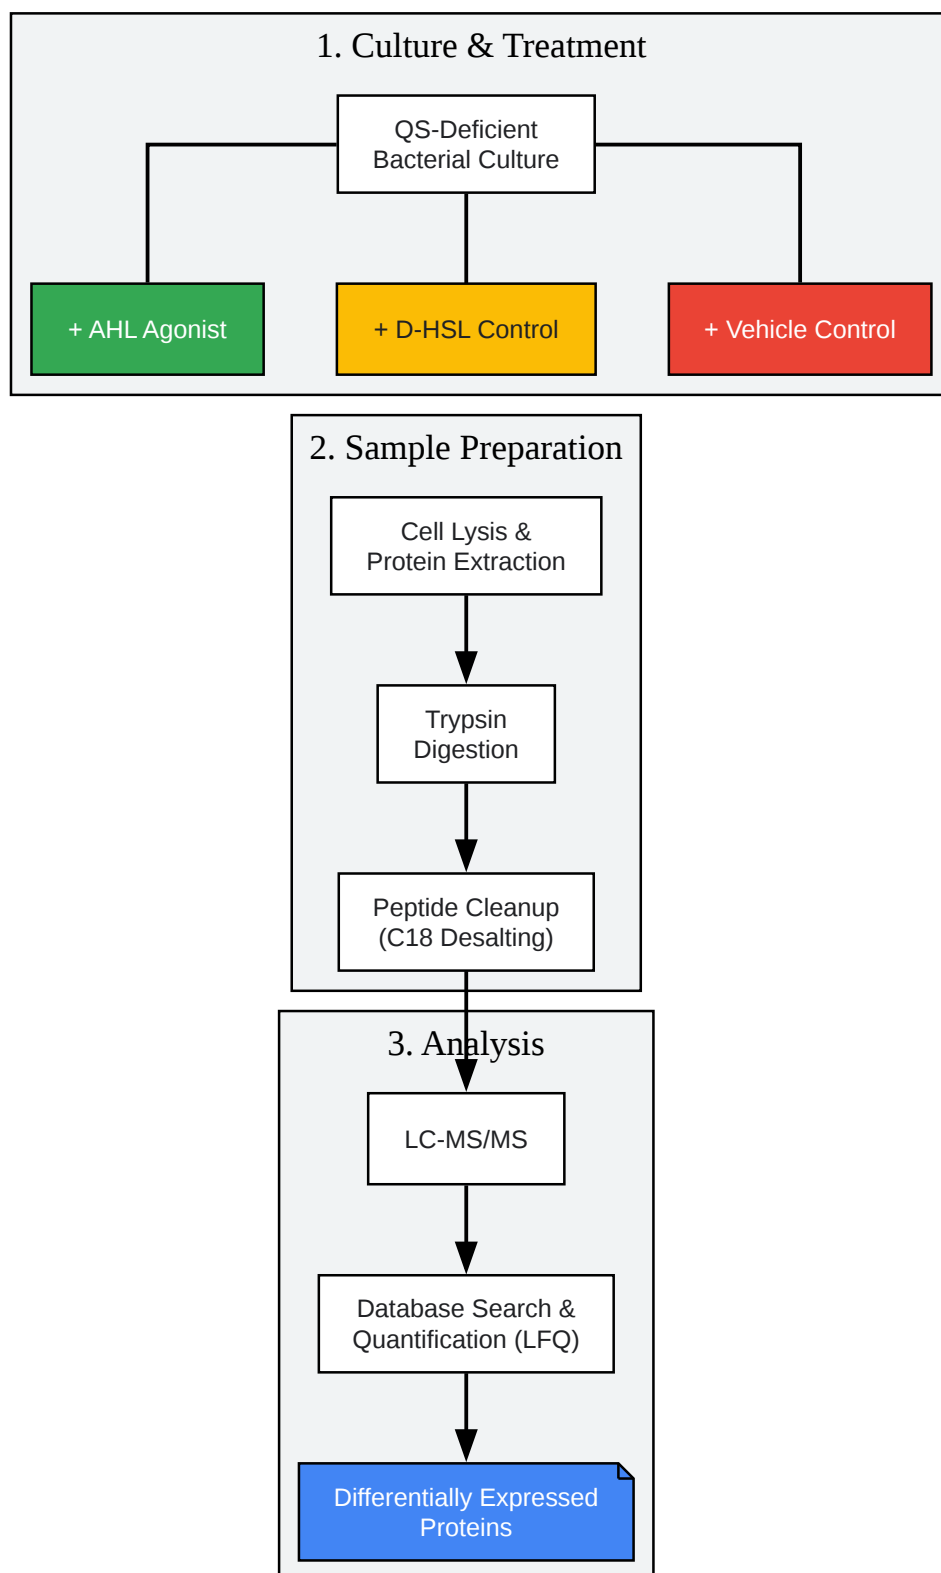 1. Culture & Treatment
QS-Deficient
Bacterial Culture
+ AHL Agonist
+ D-HSL Control
+ Vehicle Control
2. Sample Preparation
Cell Lysis &
Protein Extraction
Trypsin
Digestion
Peptide Cleanup
(C18 Desalting)
3. Analysis
LC-MS/MS
Database Search &
Quantification (LFQ)
Differentially Expressed
Proteins